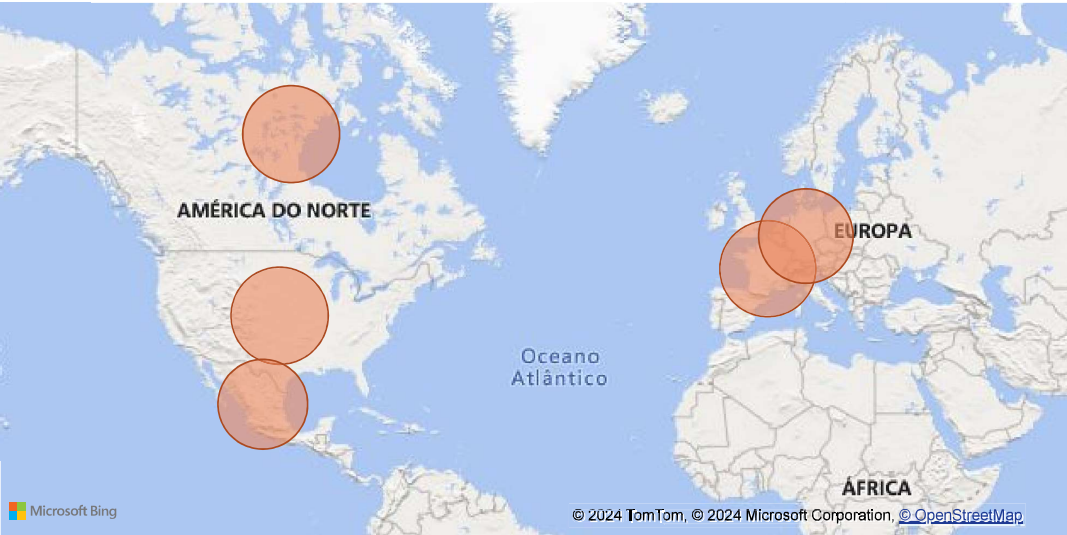 AMÉRICA DO NORTE
EUROPA
Oceano
Atlântico
ÁFRICA
Microsoft Bing
© 2024 TomTom, © 2024 Microsoft Corporation, © OpenStreetMap